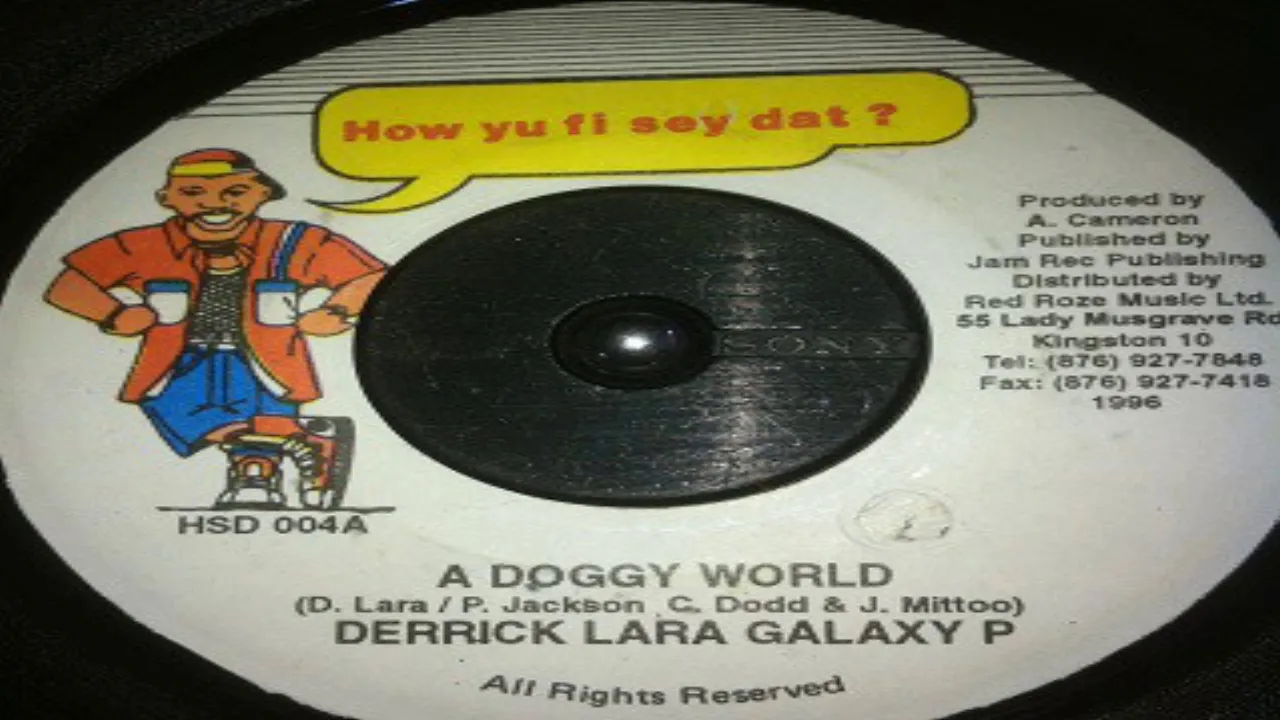 How yu fi sey dat ?
Produced by
A. Cameron
Published by
Jam Rec Publishing
Distributed by
Red Roze Music Ltd.
55 Lady Musgrave Rd
Kingston 10
Tel: (876) 927-7848
Fax: (876) 927-7418
1996
SONY
HSD 004A
A DOGGY WORLD
(D. Lara / P. Jackson C. Dodd & J. Mittoo)
DERRICK LARA GALAXY P
All Rights Reserved